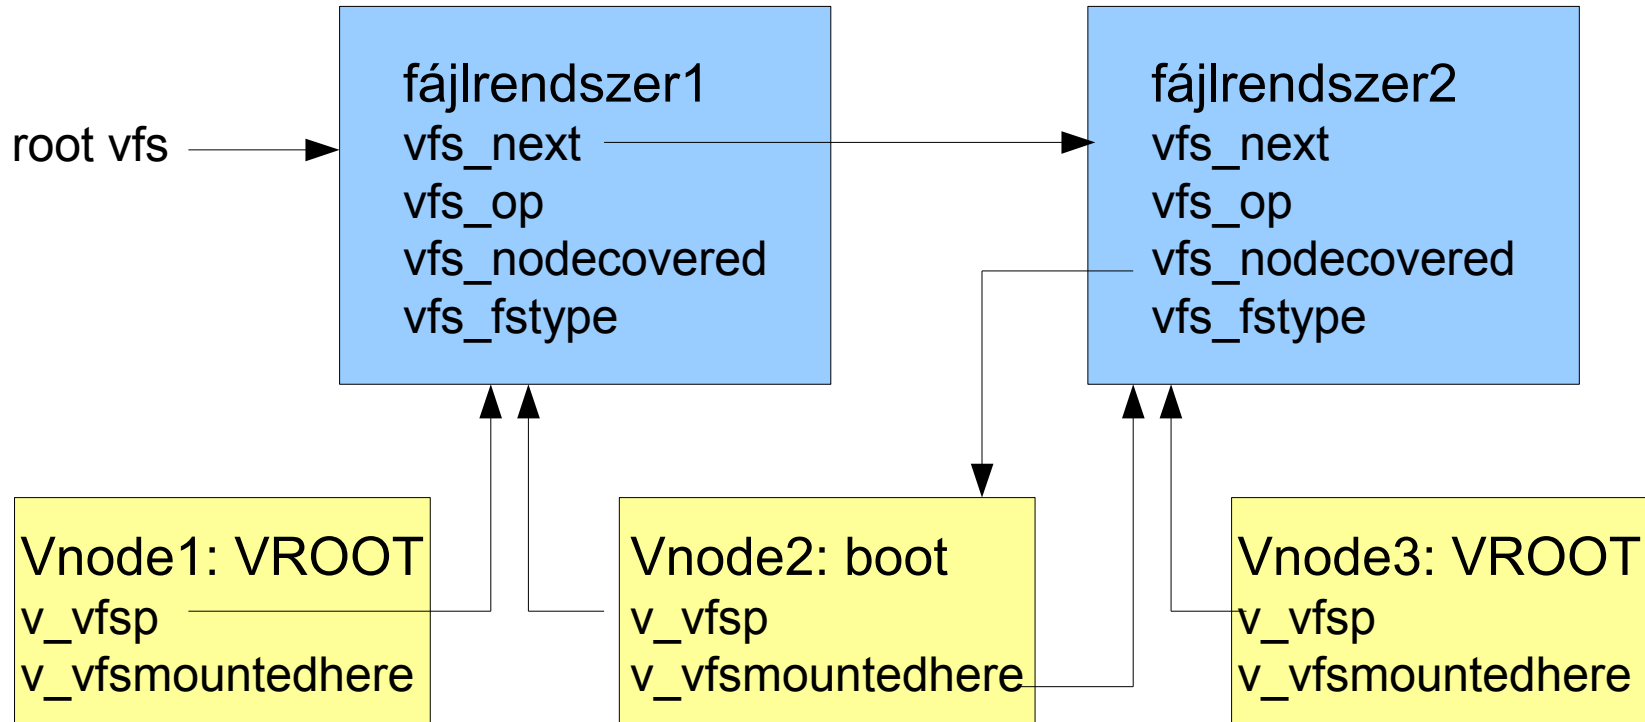 root vfs
fájlrendszer1
vfs_next
vfs_op
vfs_nodecovered
vfs_fstype
fájlrendszer2
vfs_next
vfs_op
vfs_nodecovered
vfs_fstype
Vnode1: VROOT
v_vfsp
v_vfsmountedhere
Vnode2: boot
v_vfsp
v_vfsmountedhere
Vnode3: VROOT
v_vfsp
v_vfsmountedhere